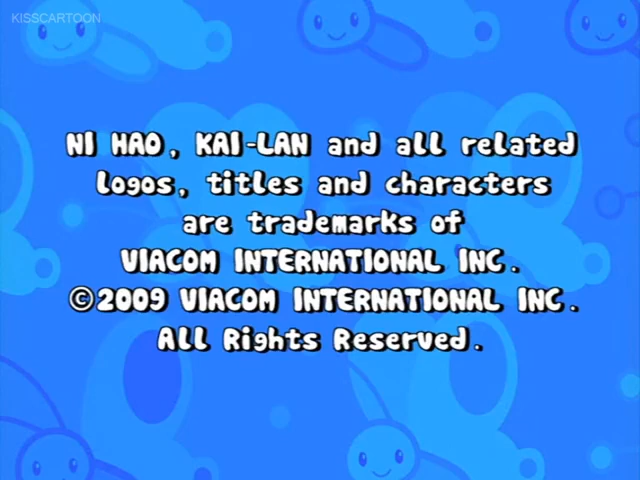 KISSCARTOON
NI HAO, KAI-LAN and all related
logos, titles and characters
are trademarks of
VIACOM INTERNATIONAL INC.
©2009 VIACOM INTERNATIONAL INC.
All Rights Reserved.